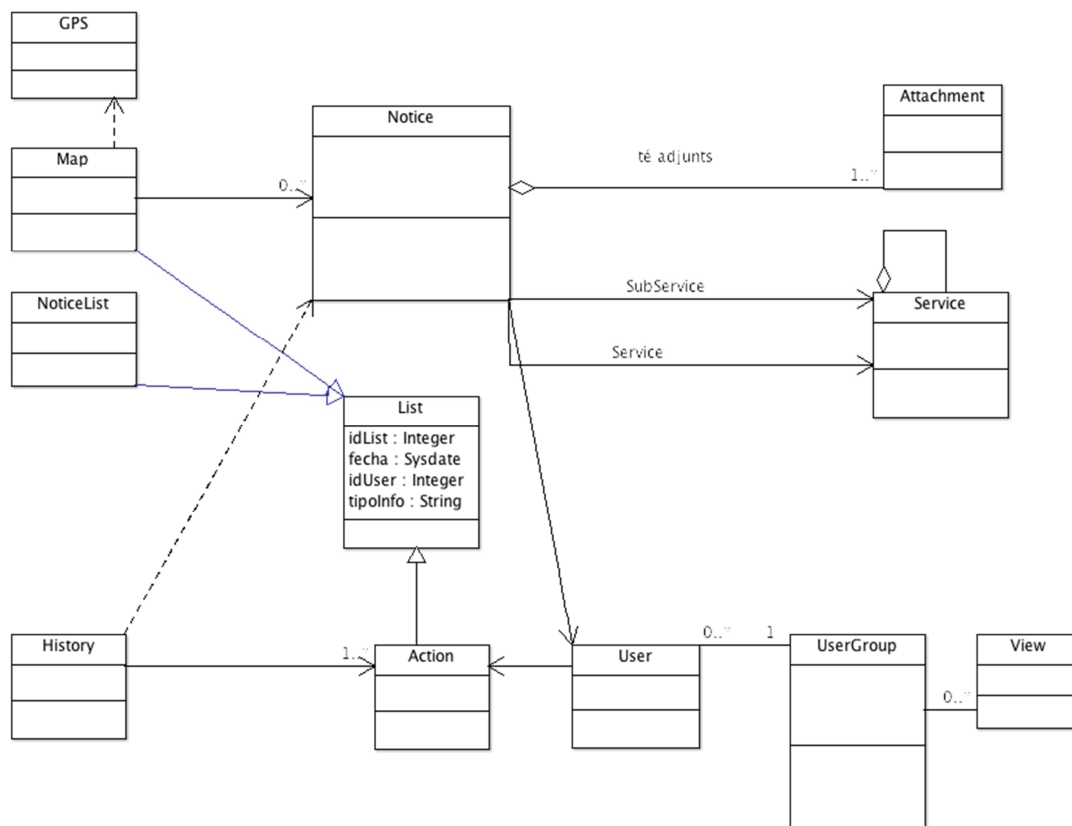 GPS
Notice
Attachment
té adjunts
Map
0..*
1..*
SubService
NoticeList
Service
Service
List
idList : Integer
fecha : Sysdate
idUser : Integer
tipoInfo : String
History
1..*
Action
User
0..*
1
UserGroup
View
0..*